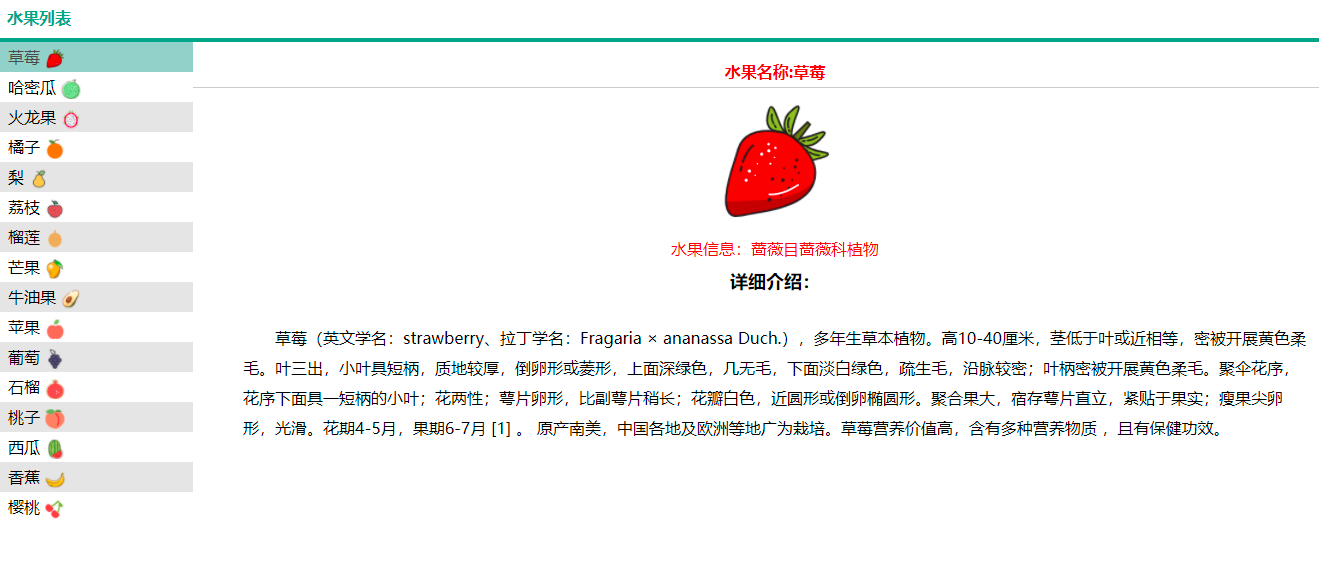 水果列表
草莓
哈密瓜
火龙果
橘子
梨
荔枝
榴莲
芒果
牛油果
苹果
葡萄
石榴
桃子
西瓜
香蕉
樱桃
水果名称:草莓
水果信息：蔷薇目蔷薇科植物
详细介绍：
草莓（英文学名：strawberry、拉丁学名：Fragaria × ananassa Duch.），多年生草本植物。高10-40厘米，茎低于叶或近相等，密被开展黄色柔
毛。叶三出，小叶具短柄，质地较厚，倒卵形或菱形，上面深绿色，几无毛，下面淡白绿色，疏生毛，沿脉较密；叶柄密被开展黄色柔毛。聚伞花序，
花序下面具一短柄的小叶；花两性；萼片卵形，比副萼片稍长；花瓣白色，近圆形或倒卵椭圆形。聚合果大，宿存萼片直立，紧贴于果实；瘦果尖卵
形，光滑。花期4-5月，果期6-7月 [1] 。 原产南美，中国各地及欧洲等地广为栽培。草莓营养价值高，含有多种营养物质 ，且有保健功效。